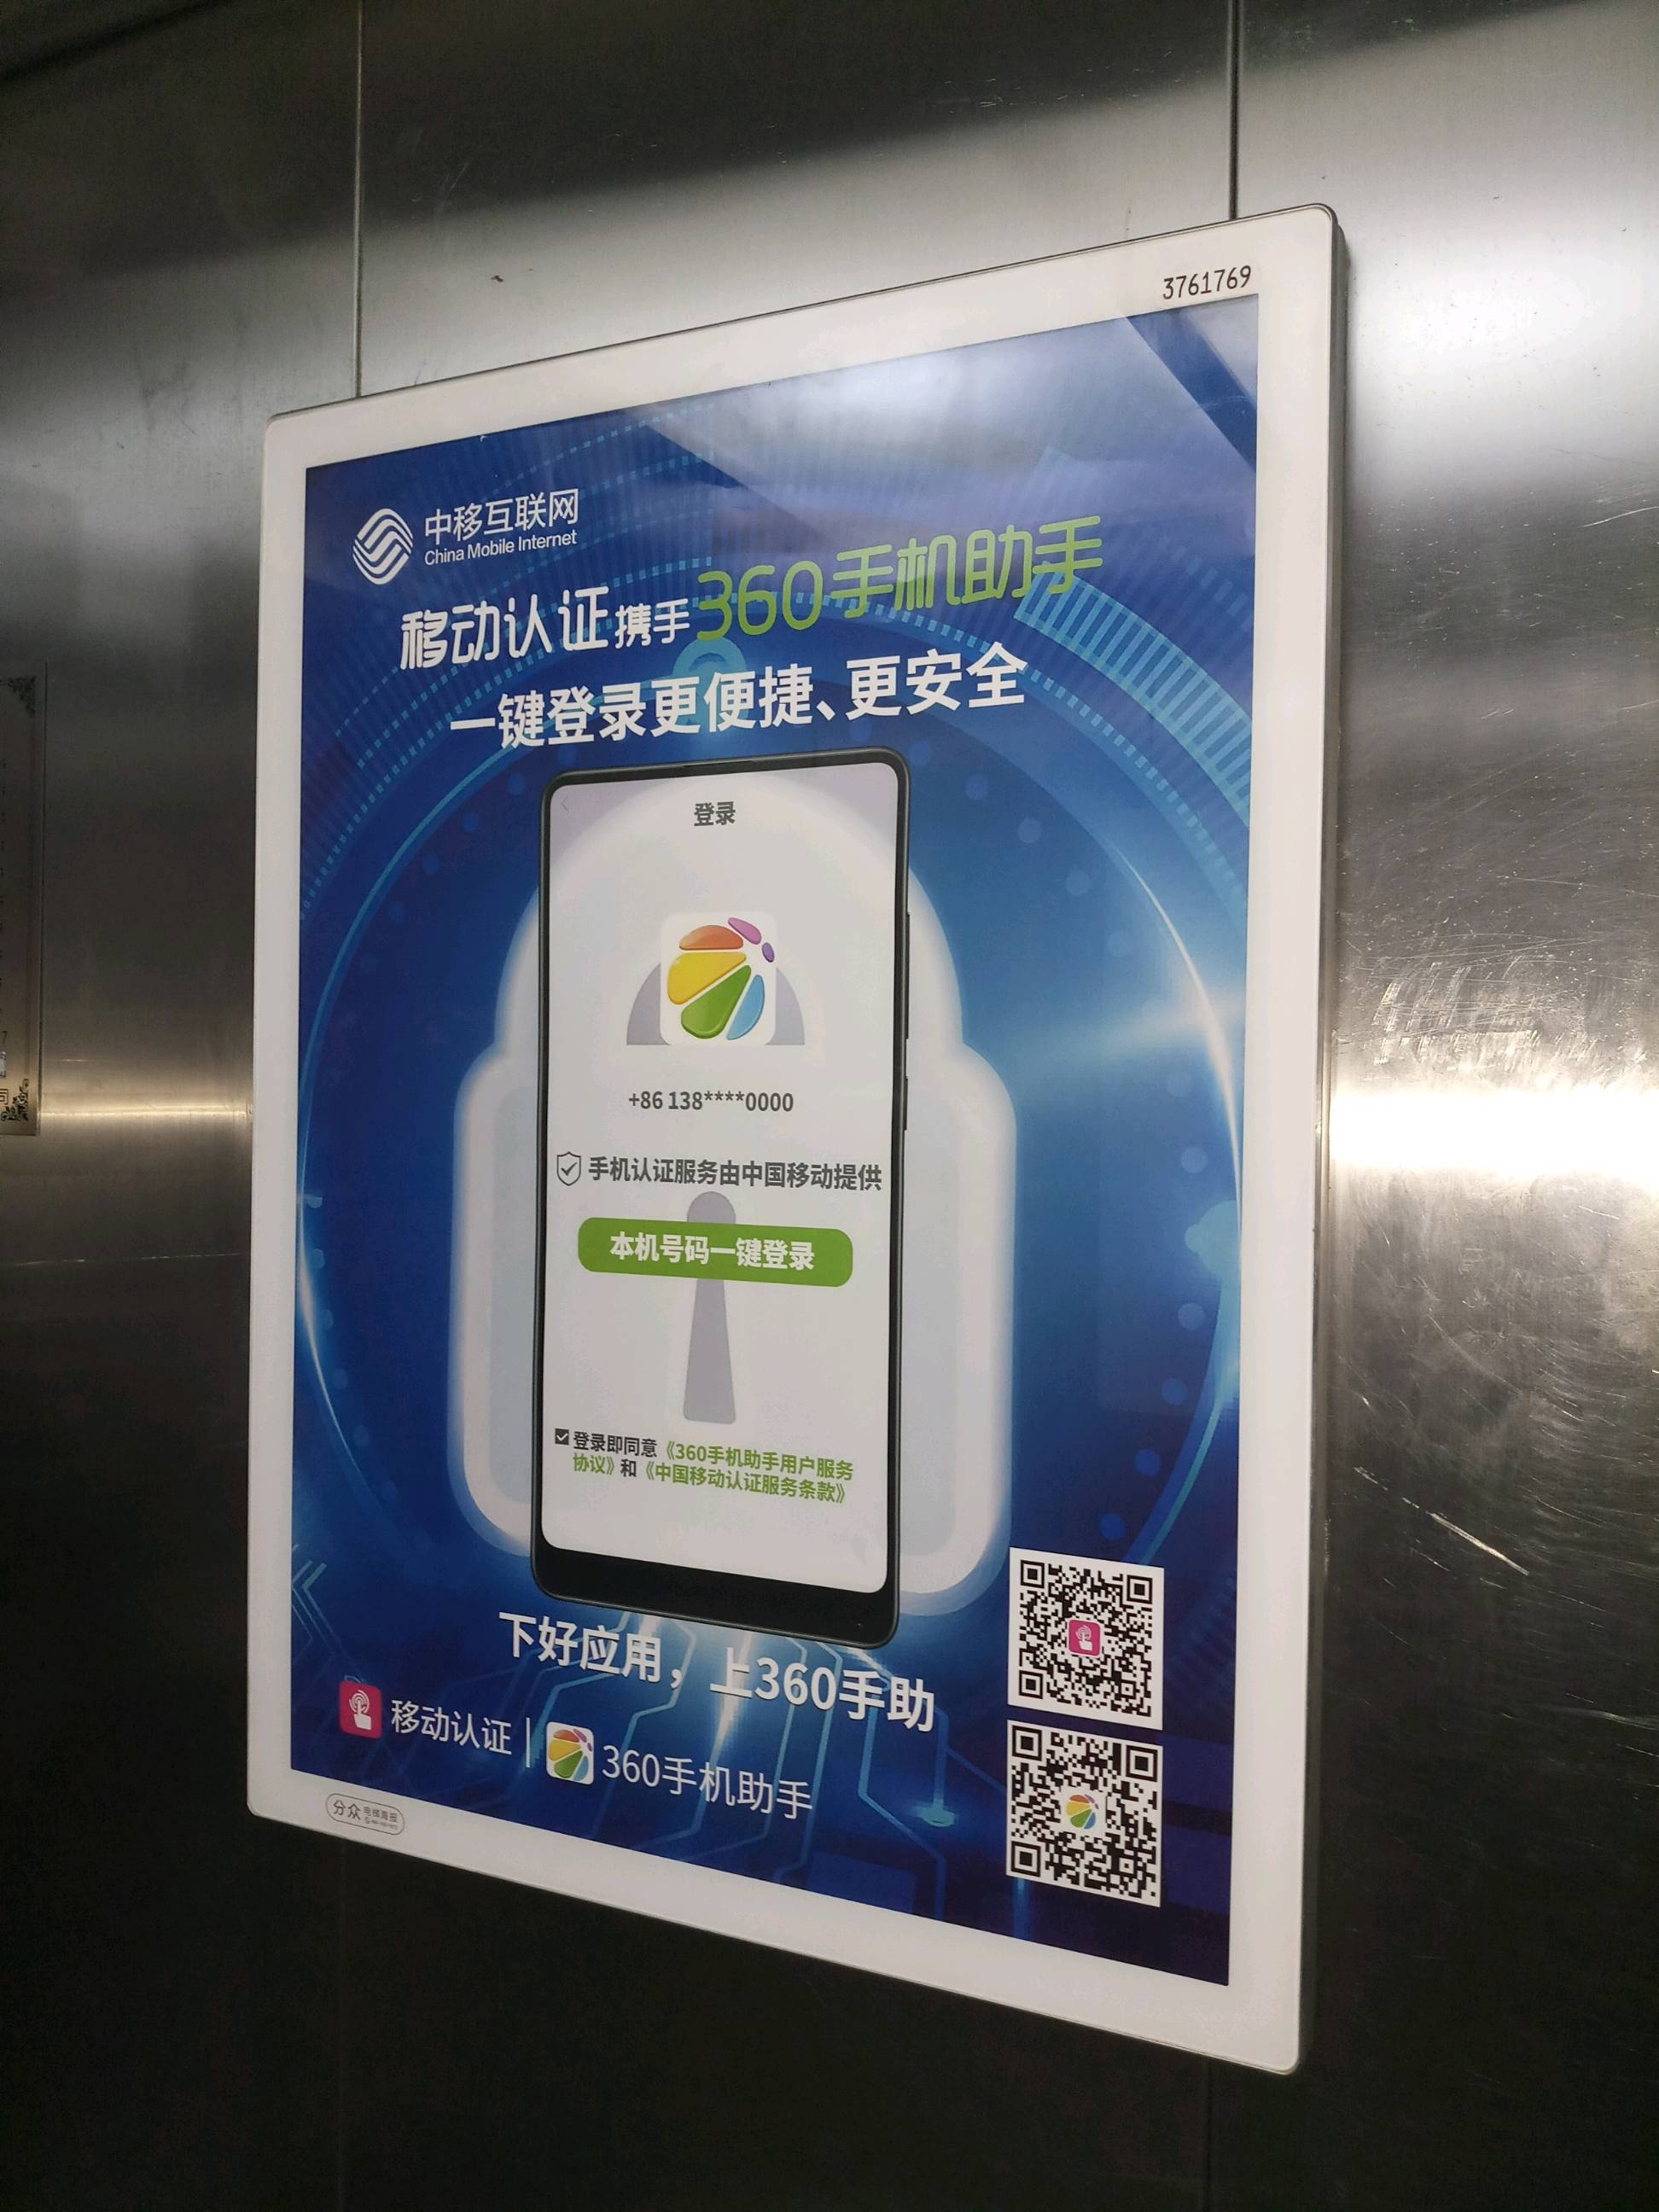 3761769
中移互联网
China Mobile Internet
移动认证携手360手机助手
一键登录更便捷、更安全
登录
+86 138****0000
手机认证服务由中国移动提供
本机号码一键登录
登录即同意《360手机助手用户服务
协议》和《中国移动认证服务条款》
下好应用，上360手助
移动认证 | 360手机助手
分众 电梯海报